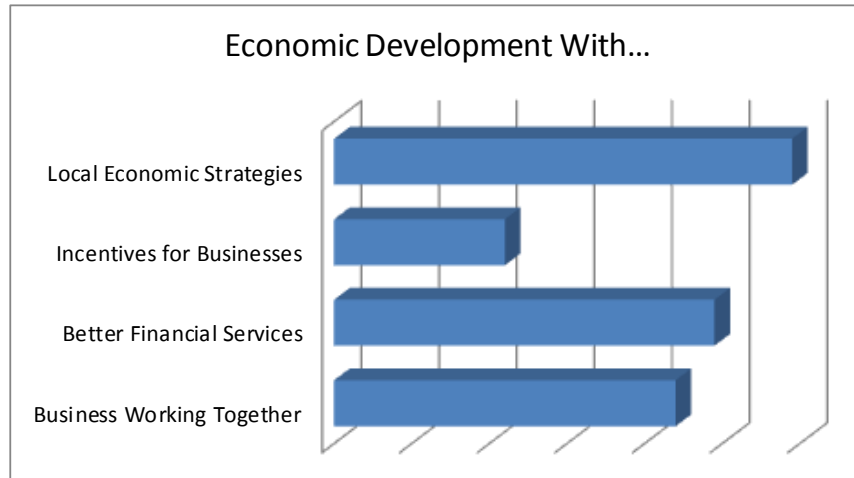 Economic Development With...
Local Economic Strategies
Incentives for Businesses
Better Financial Services
Business Working Together